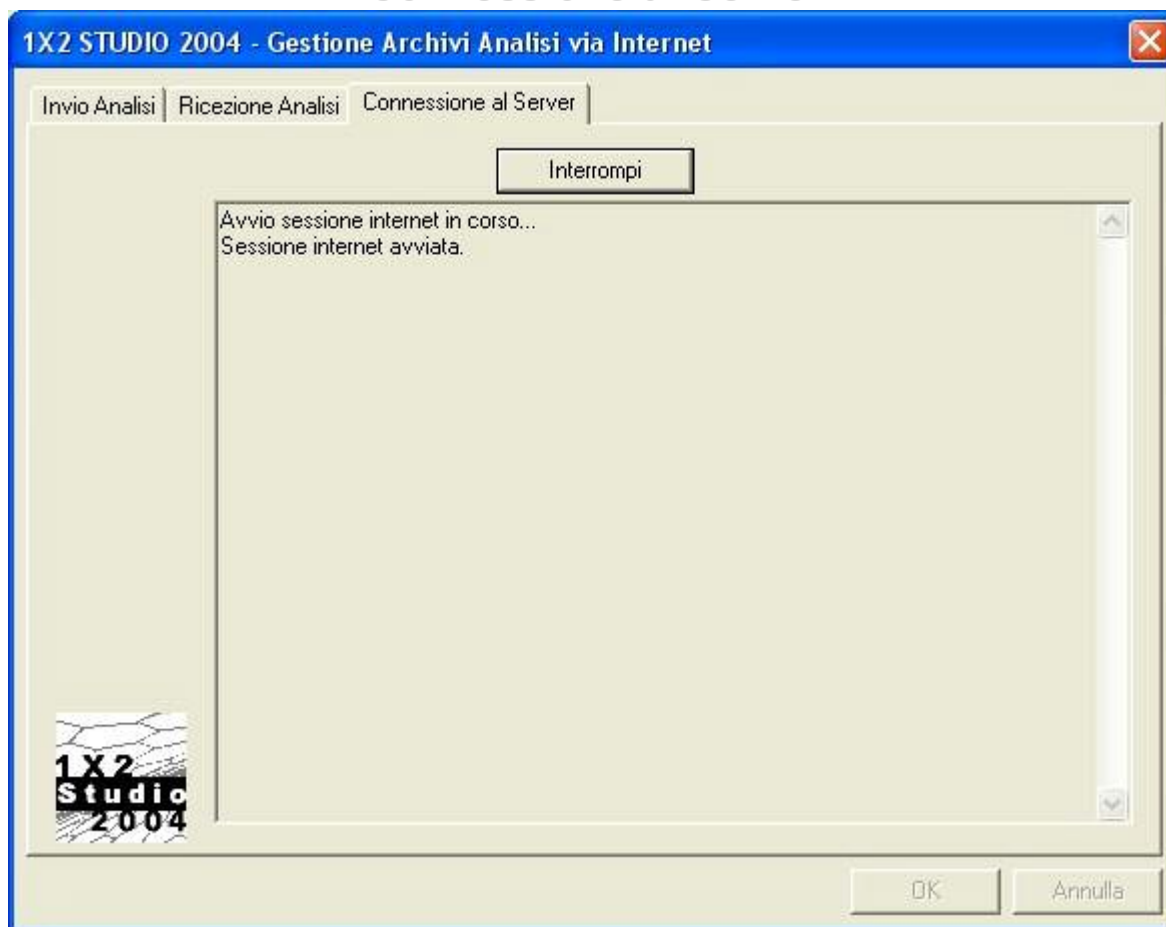 1X2 STUDIO 2004 - Gestione Archivi Analisi via Internet
Invio Analisi Ricezione Analisi Connessione al Server
Interrompi
Avvio sessione internet in corso...
Sessione internet avviata.
1X2
Studio
2004
OK Annulla